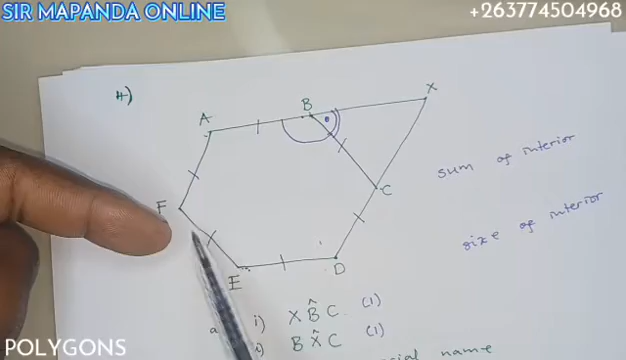 SIR MAPANDA ONLINE
+263774504968
4)
A
B
X
θ
sum of interior
F
C
size of interior
E
D
a i) XB̂C (1)
BX̂C (1)
name
POLYGONS